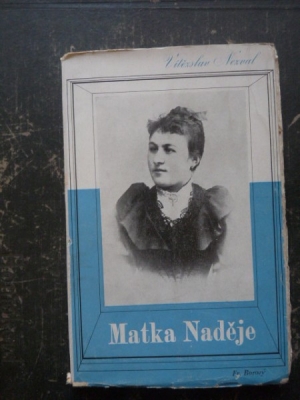 Vítězslav Nezval
Matka Naděje
Fr. Borový